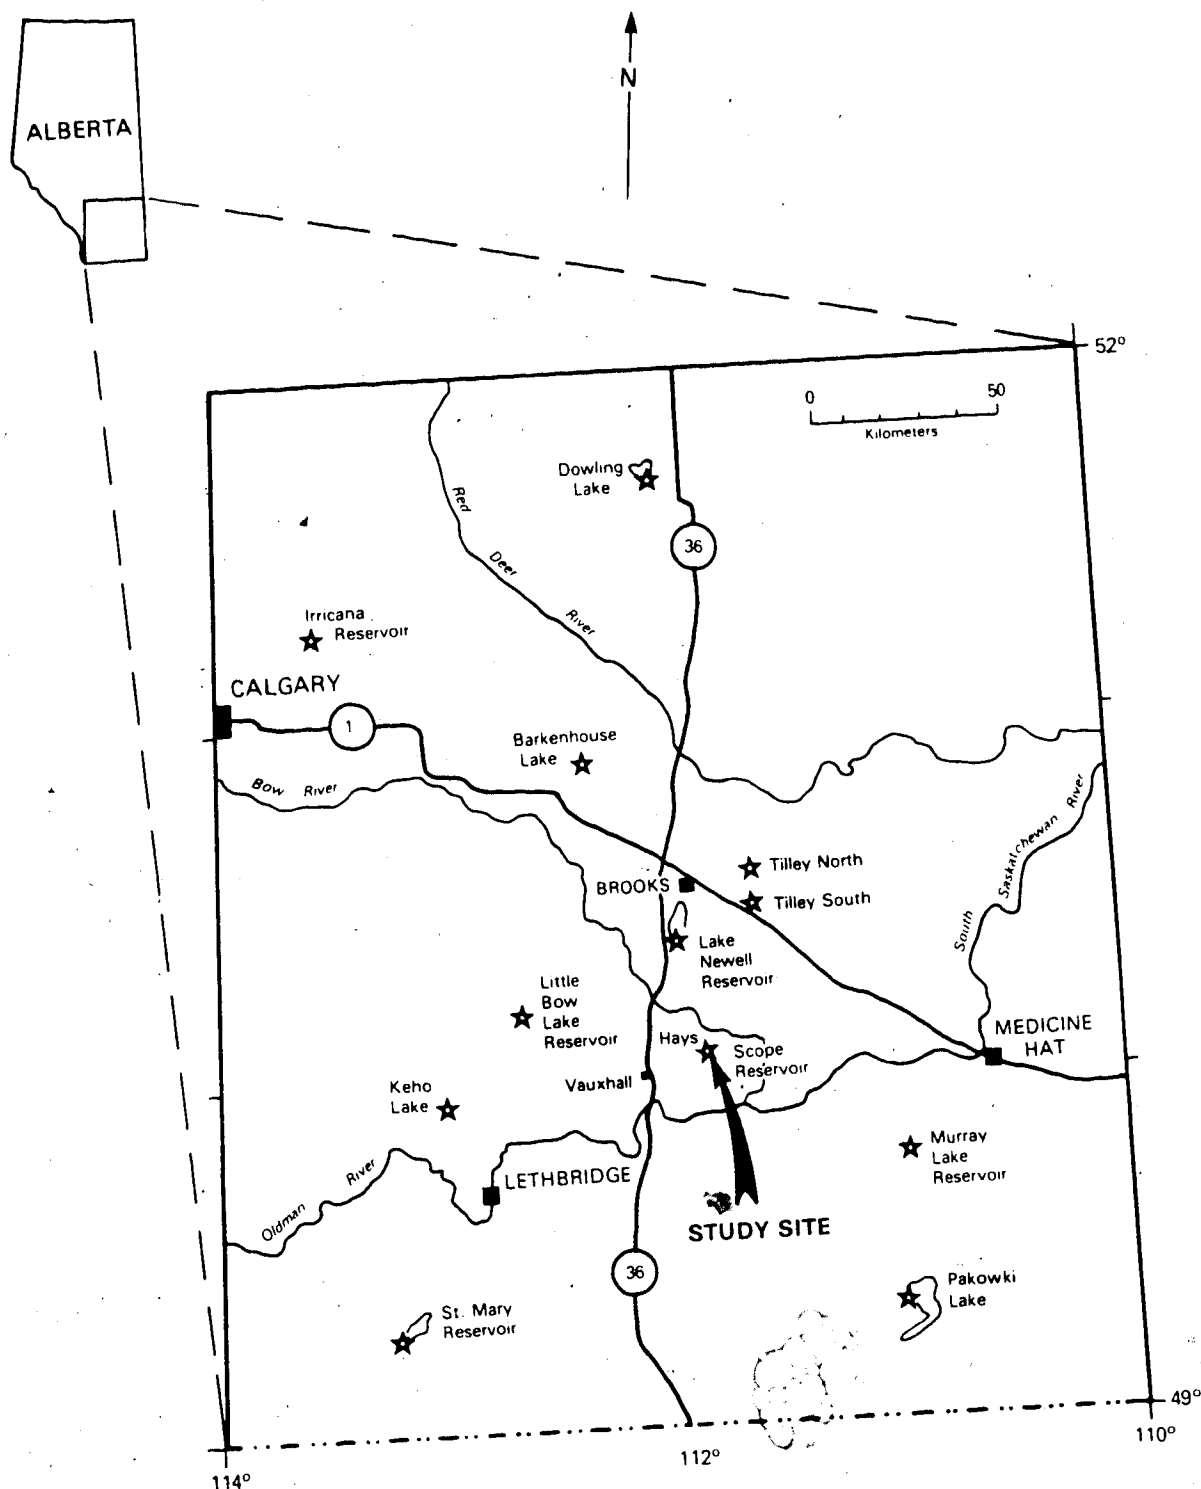 N
ALBERTA
52°
0 50
Kilometers
Dowling
Lake
Red
Deer
River
36
Irricana
Reservoir
CALGARY
1
Barkenhouse
Lake
Bow River
South Saskatchewan River
Tilley North
BROOKS
Tilley South
Lake
Newell
Reservoir
Little
Bow
Lake
Reservoir
MEDICINE
HAT
Hays
Scope
Reservoir
Vauxhall
Keho
Lake
Murray
Lake
Reservoir
LETHBRIDGE
Oldman River
STUDY SITE
36
Pakowki
Lake
St. Mary
Reservoir
49°
110°
112°
114°